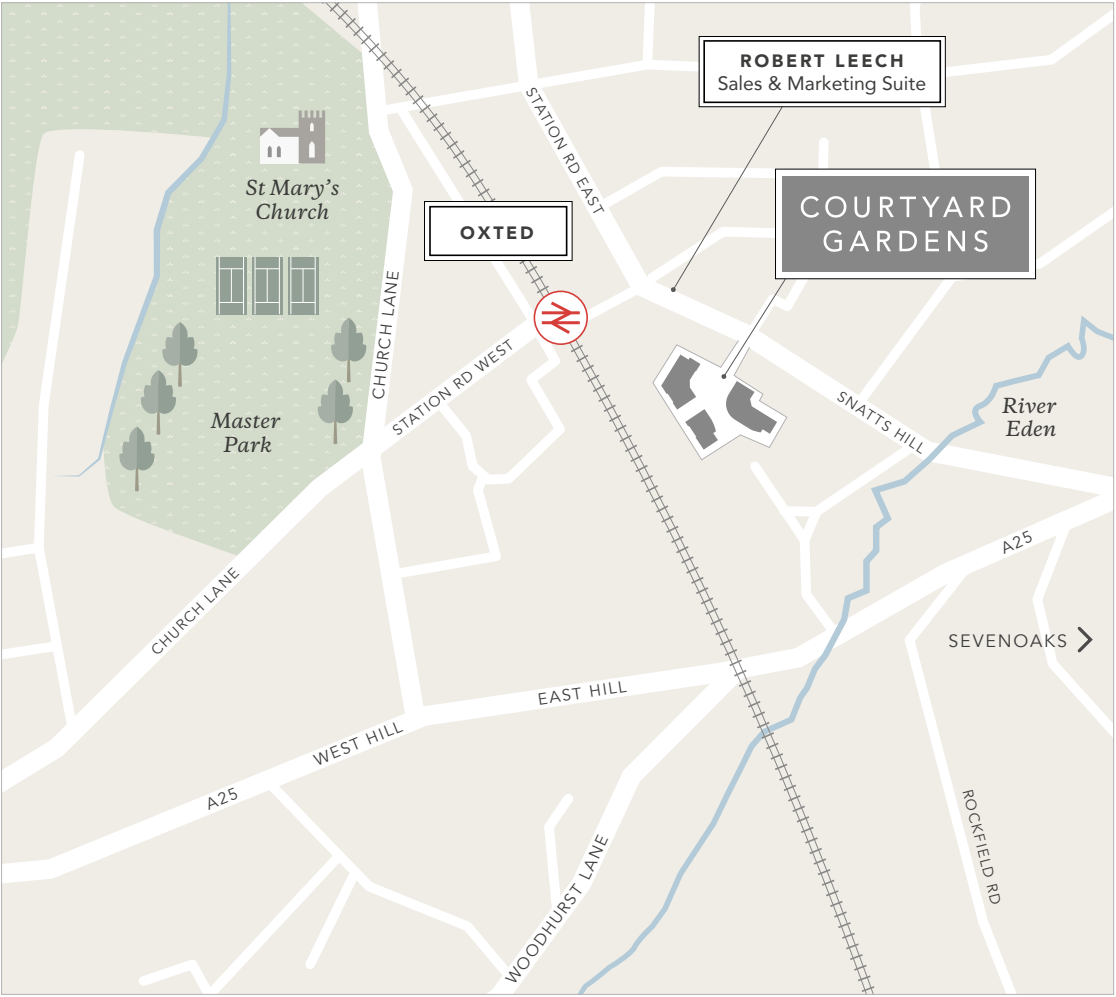 ROBERT LEECH
Sales & Marketing Suite
STATION RD EAST
St Mary's
Church
COURTYARD
GARDENS
OXTED
CHURCH LANE
STATION RD WEST
Master
Park
SNATTS HILL
River
Eden
A25
CHURCH LANE
SEVENOAKS
EAST HILL
WEST HILL
A25
ROCKFIELD RD
WOODHURST LANE